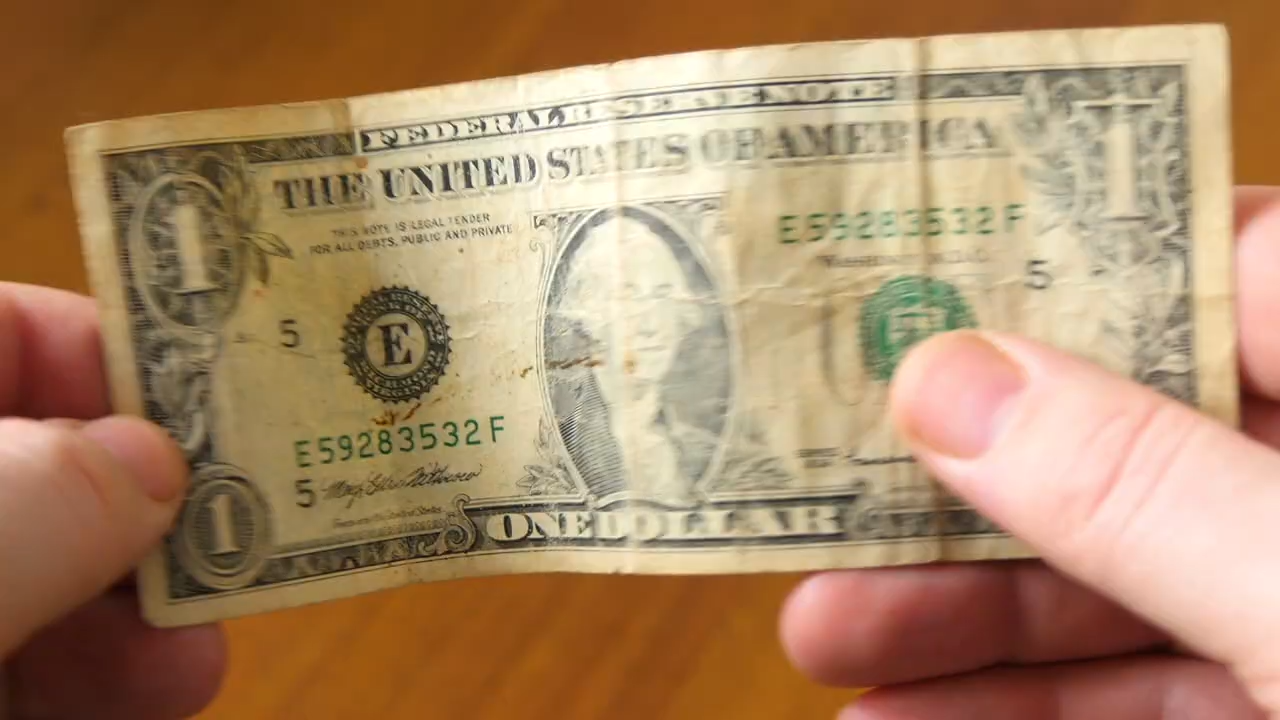 FEDERAL RESERVE NOTE
THE UNITED STATES OF AMERICA
THIS NOTE IS LEGAL TENDER
FOR ALL DEBTS, PUBLIC AND PRIVATE
E59283532F
WASHINGTON, D.C.
1
1
5
5
E
E59283532F
5
1
ONE DOLLAR